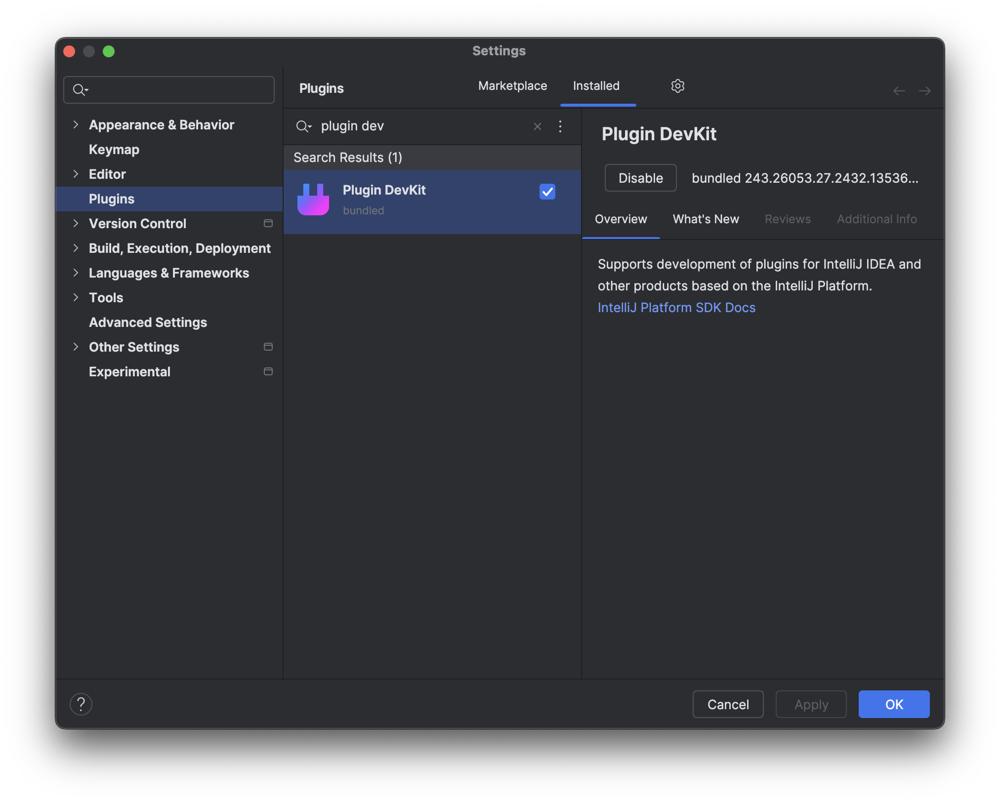 Settings
Appearance & Behavior
Keymap
Editor
Plugins
Version Control
Build, Execution, Deployment
Languages & Frameworks
Tools
Advanced Settings
Other Settings
Experimental
Plugins
Marketplace
Installed
plugin dev
Search Results (1)
Plugin DevKit
bundled
Plugin DevKit
Disable
bundled 243.26053.27.2432.13536...
Overview
What's New
Reviews
Additional Info
Supports development of plugins for IntelliJ IDEA and
other products based on the IntelliJ Platform.
IntelliJ Platform SDK Docs
?
Cancel
Apply
OK